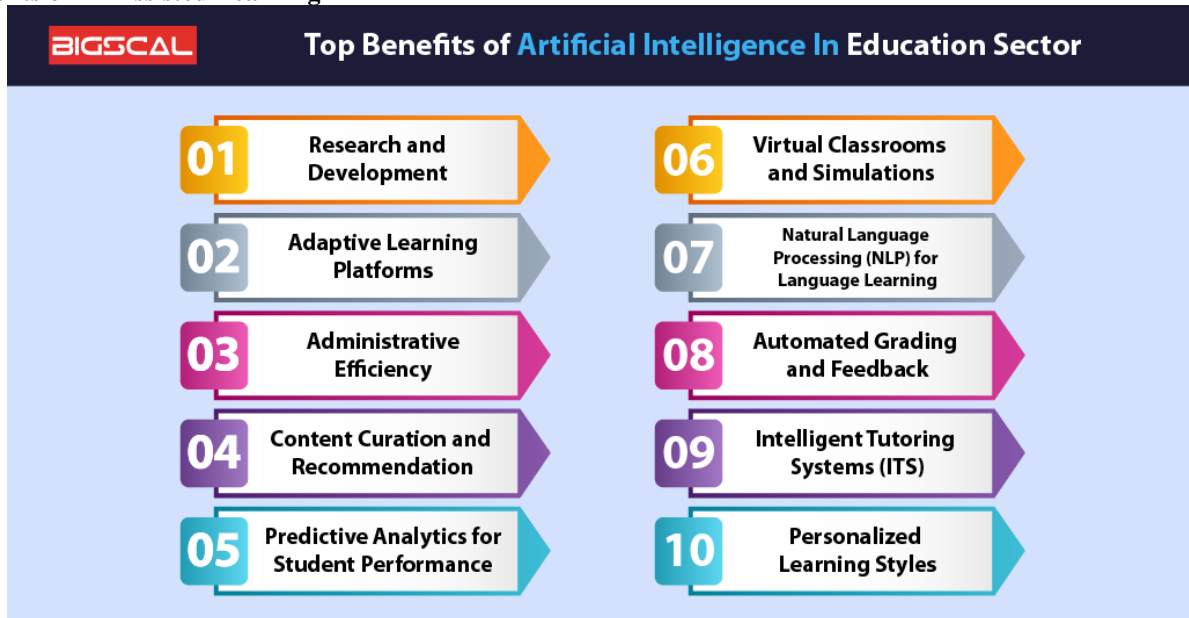 BIGSCAL
Top Benefits of Artificial Intelligence In Education Sector
01
Research and
Development
02
Adaptive Learning
Platforms
03
Administrative
Efficiency
04
Content Curation and
Recommendation
05
Predictive Analytics for
Student Performance
06
Virtual Classrooms
and Simulations
07
Natural Language
Processing (NLP) for
Language Learning
08
Automated Grading
and Feedback
09
Intelligent Tutoring
Systems (ITS)
10
Personalized
Learning Styles